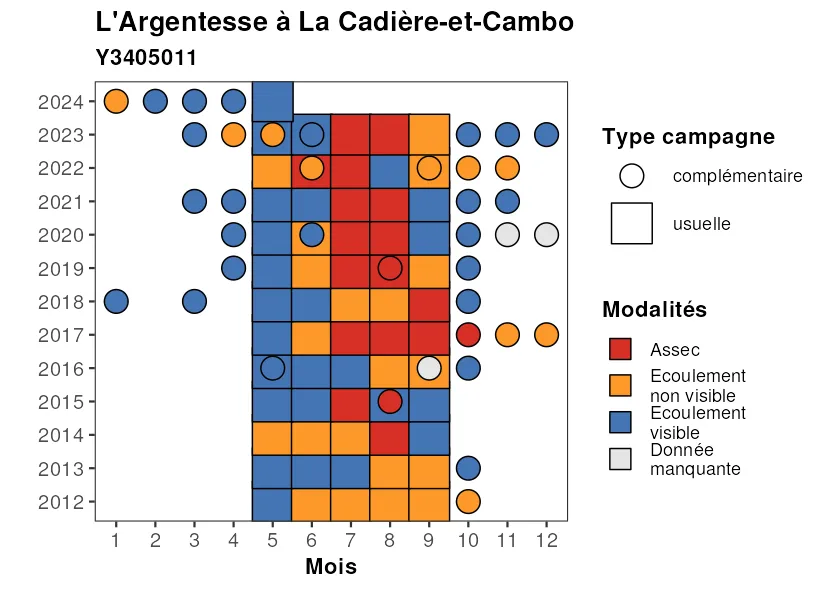 L'Argentesse à La Cadière-et-Cambo
Y3405011
2024
2023
2022
2021
2020
2019
2018
2017
2016
2015
2014
2013
2012
1 2 3 4 5 6 7 8 9 10 11 12
Mois
Type campagne
complémentaire
usuelle
Modalités
Assec
Ecoulement
non visible
Ecoulement
visible
Donnée
manquante